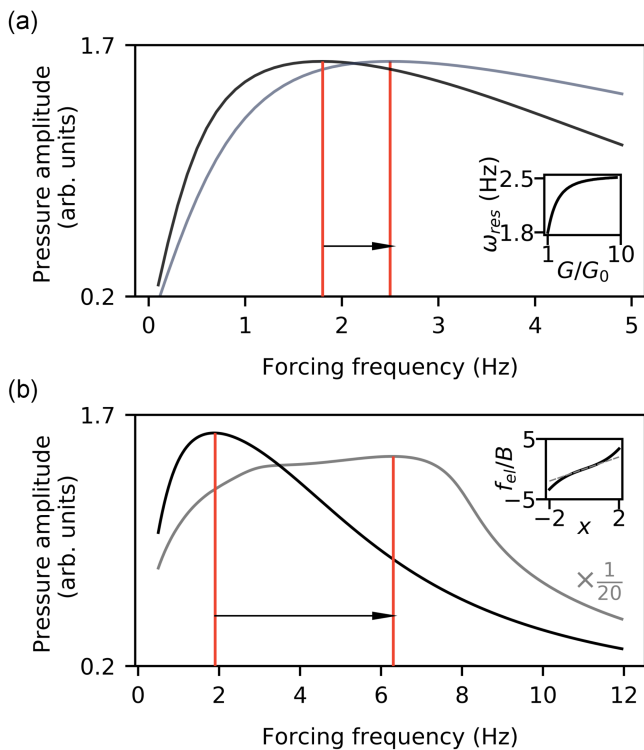 (a)
1.7
Pressure amplitude
(arb. units)
0.2
0
1
2
3
4
5
Forcing frequency (Hz)
ω_res (Hz)
2.5
1.8
1
10
G/G₀
(b)
1.7
Pressure amplitude
(arb. units)
0.2
0
2
4
6
8
10
12
Forcing frequency (Hz)
f_el/B
5
−5
−2
2
x
×1/20